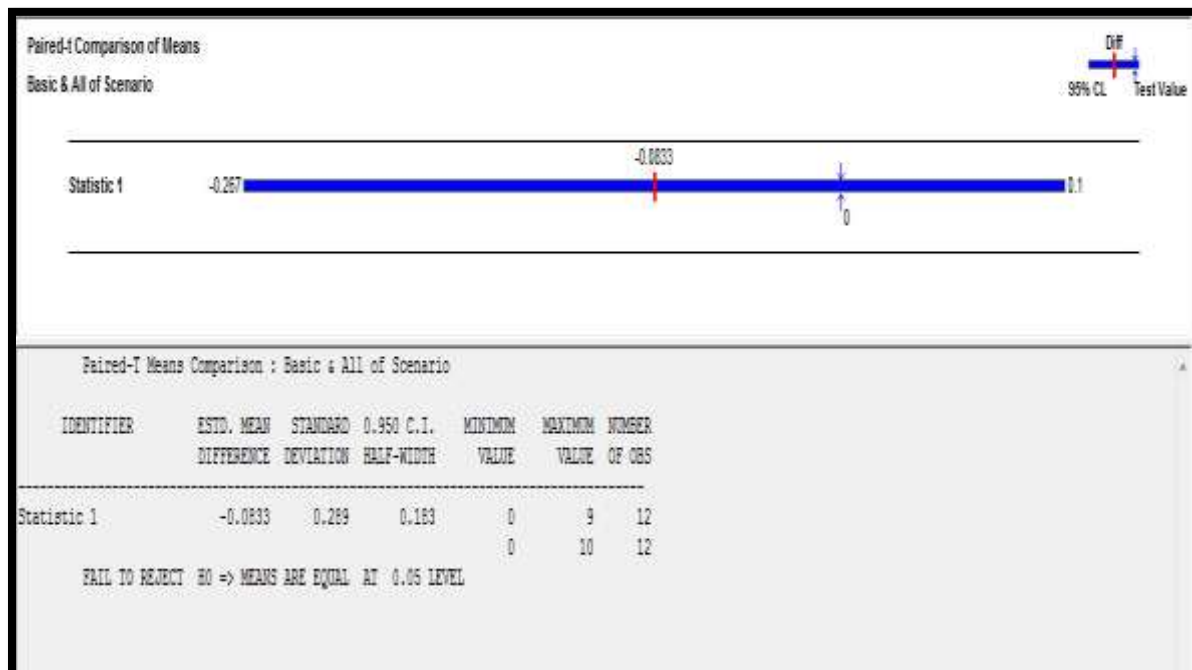 Paired-t Comparison of Means
Basic & All of Scenario
Diff
95% CL Test Value
-0.0833
Statistic 1 -0.267 0.1
0
Paired-T Means Comparison : Basic & All of Scenario
IDENTIFIER ESTD. MEAN STANDARD 0.950 C.I. MINIMUM MAXIMUM NUMBER
DIFFERENCE DEVIATION HALF-WIDTH VALUE VALUE OF OBS
Statistic 1 -0.0833 0.289 0.183 0 9 12
0 10 12
FAIL TO REJECT H0 => MEANS ARE EQUAL AT 0.05 LEVEL